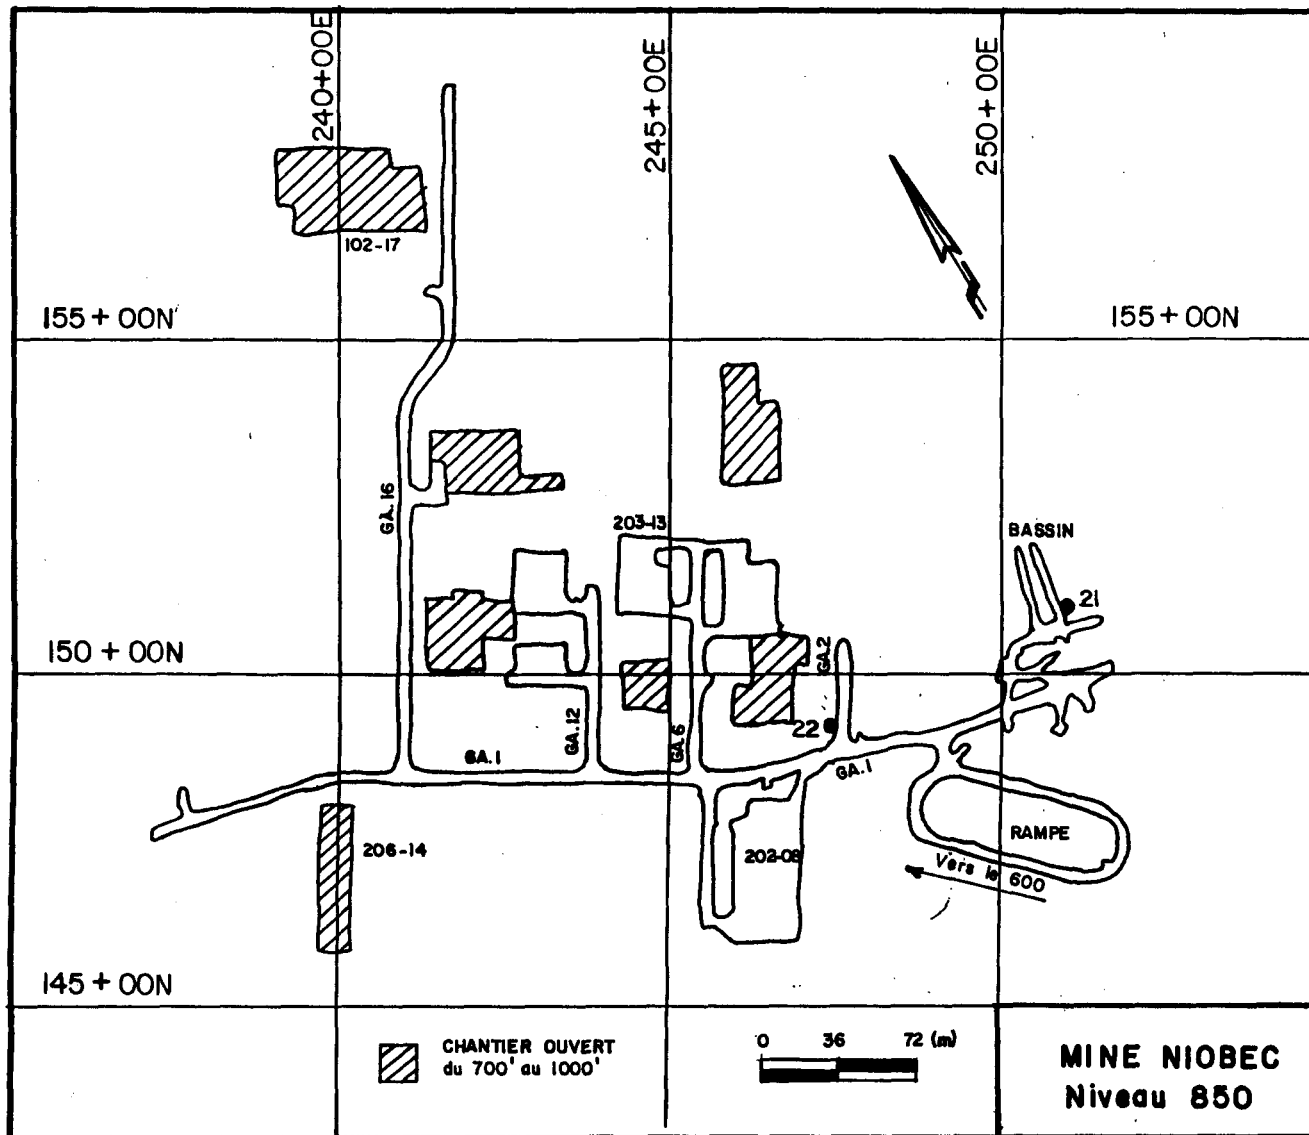 240+00E
245+00E
250+00E
102-17
155+00N
155+00N
GA.16
203-13
BASSIN
21
150+00N
GA.2
22
GA.12
GA.6
GA.1
GA.1
206-14
202-08
RAMPE
Vers le 600
145+00N
CHANTIER OUVERT
du 700' au 1000'
0 36 72 (m)
MINE NIOBEC
Niveau 850